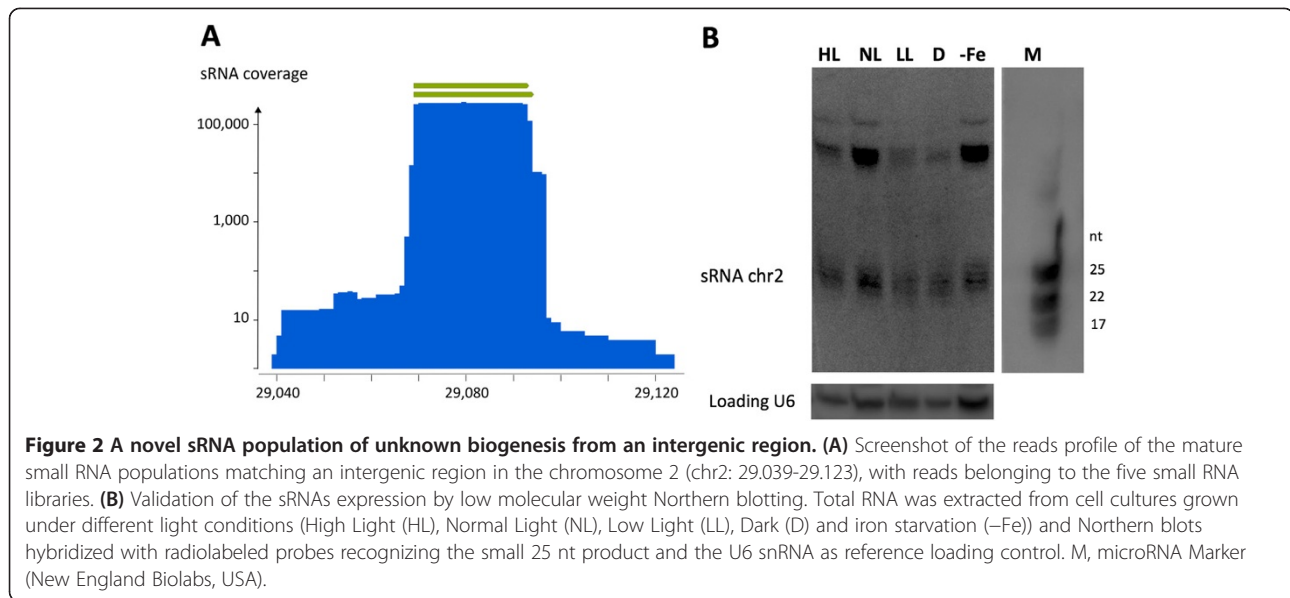 A
sRNA coverage
100,000
1,000
10
29,040
29,080
29,120
B
HL NL LL D -Fe M
nt
sRNA chr2
25
22
17
Loading U6
Figure 2 A novel sRNA population of unknown biogenesis from an intergenic region. (A) Screenshot of the reads profile of the mature
small RNA populations matching an intergenic region in the chromosome 2 (chr2: 29.039-29.123), with reads belonging to the five small RNA
libraries. (B) Validation of the sRNAs expression by low molecular weight Northern blotting. Total RNA was extracted from cell cultures grown
under different light conditions (High Light (HL), Normal Light (NL), Low Light (LL), Dark (D) and iron starvation (−Fe)) and Northern blots
hybridized with radiolabeled probes recognizing the small 25 nt product and the U6 snRNA as reference loading control. M, microRNA Marker
(New England Biolabs, USA).